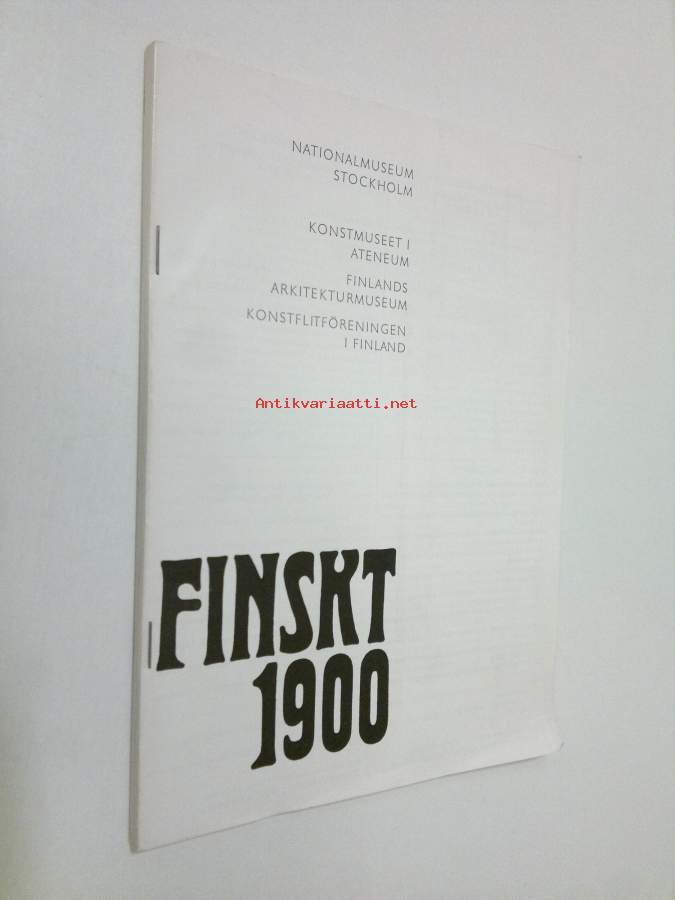 NATIONALMUSEUM
STOCKHOLM
KONSTMUSEET I
ATENEUM
FINLANDS
ARKITEKTURMUSEUM
KONSTFLITFÖRENINGEN
I FINLAND
Antikvariaatti.net
FINSKT
1900